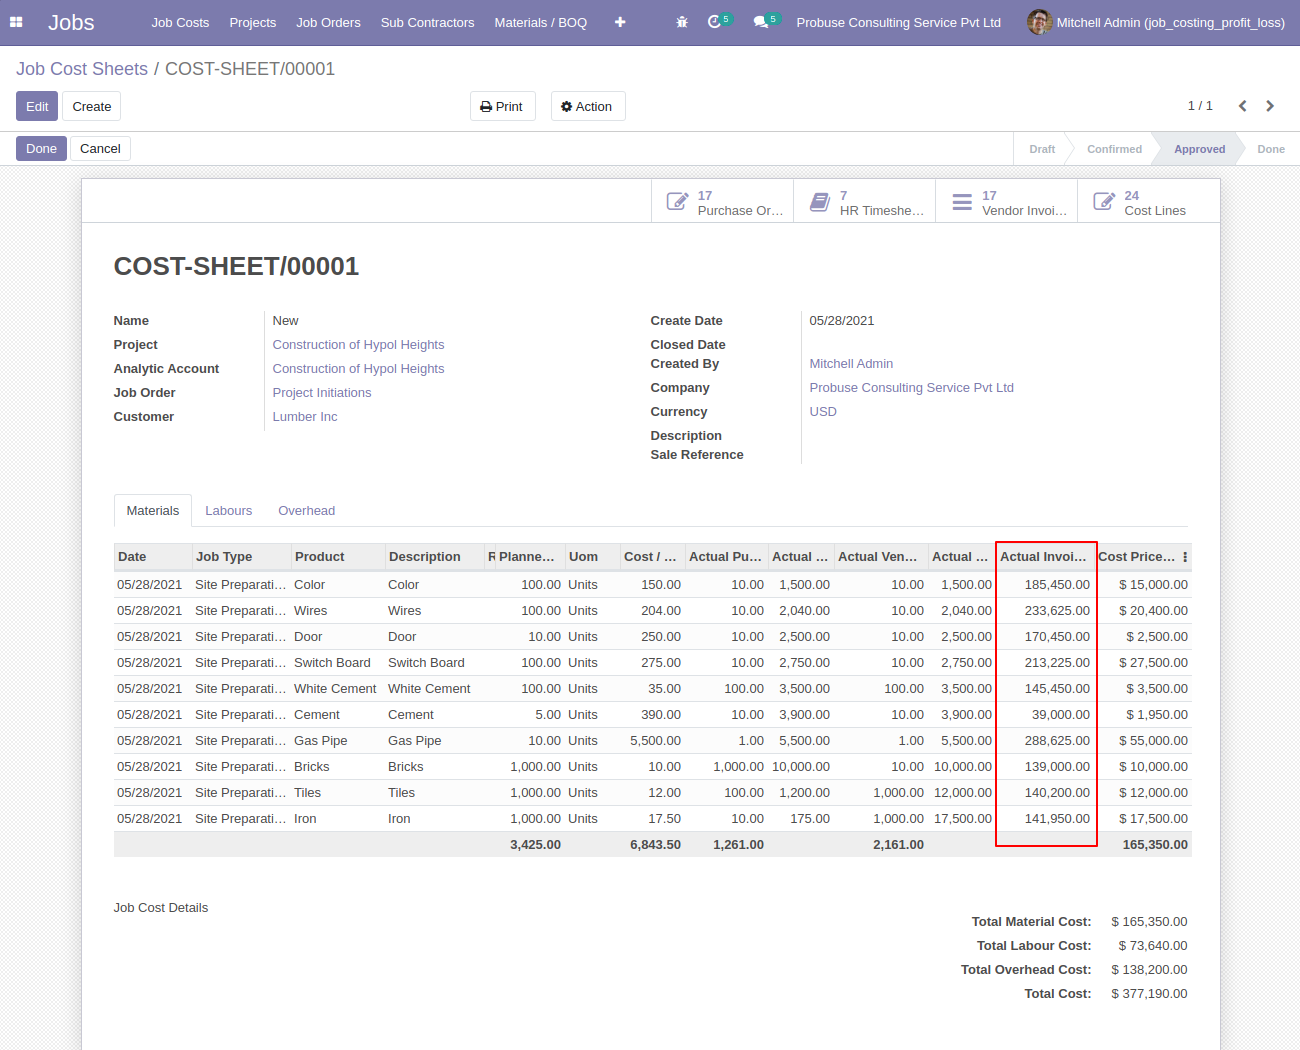 Jobs Job Costs Projects Job Orders Sub Contractors Materials / BOQ 5 5 Probuse Consulting Service Pvt Ltd Mitchell Admin (job_costing_profit_loss)
Job Cost Sheets / COST-SHEET/00001
Edit Create Print Action 1 / 1
Done Cancel Draft Confirmed Approved Done
17 Purchase Or... 7 HR Timeshe... 17 Vendor Invoi... 24 Cost Lines
COST-SHEET/00001
Name New
Project Construction of Hypol Heights
Analytic Account Construction of Hypol Heights
Job Order Project Initiations
Customer Lumber Inc
Create Date 05/28/2021
Closed Date
Created By Mitchell Admin
Company Probuse Consulting Service Pvt Ltd
Currency USD
Description
Sale Reference
Materials Labours Overhead
Date Job Type Product Description R Planne... Uom Cost / ... Actual Pu... Actual ... Actual Ven... Actual ... Actual Invoi... Cost Price...
05/28/2021 Site Preparati... Color Color 100.00 Units 150.00 10.00 1,500.00 10.00 1,500.00 185,450.00 $ 15,000.00
05/28/2021 Site Preparati... Wires Wires 100.00 Units 204.00 10.00 2,040.00 10.00 2,040.00 233,625.00 $ 20,400.00
05/28/2021 Site Preparati... Door Door 10.00 Units 250.00 10.00 2,500.00 10.00 2,500.00 170,450.00 $ 2,500.00
05/28/2021 Site Preparati... Switch Board Switch Board 100.00 Units 275.00 10.00 2,750.00 10.00 2,750.00 213,225.00 $ 27,500.00
05/28/2021 Site Preparati... White Cement White Cement 100.00 Units 35.00 100.00 3,500.00 100.00 3,500.00 145,450.00 $ 3,500.00
05/28/2021 Site Preparati... Cement Cement 5.00 Units 390.00 10.00 3,900.00 10.00 3,900.00 39,000.00 $ 1,950.00
05/28/2021 Site Preparati... Gas Pipe Gas Pipe 10.00 Units 5,500.00 1.00 5,500.00 1.00 5,500.00 288,625.00 $ 55,000.00
05/28/2021 Site Preparati... Bricks Bricks 1,000.00 Units 10.00 1,000.00 10,000.00 10.00 10,000.00 139,000.00 $ 10,000.00
05/28/2021 Site Preparati... Tiles Tiles 1,000.00 Units 12.00 100.00 1,200.00 1,000.00 12,000.00 140,200.00 $ 12,000.00
05/28/2021 Site Preparati... Iron Iron 1,000.00 Units 17.50 10.00 175.00 1,000.00 17,500.00 141,950.00 $ 17,500.00
3,425.00 6,843.50 1,261.00 2,161.00 165,350.00
Job Cost Details
Total Material Cost: $ 165,350.00
Total Labour Cost: $ 73,640.00
Total Overhead Cost: $ 138,200.00
Total Cost: $ 377,190.00